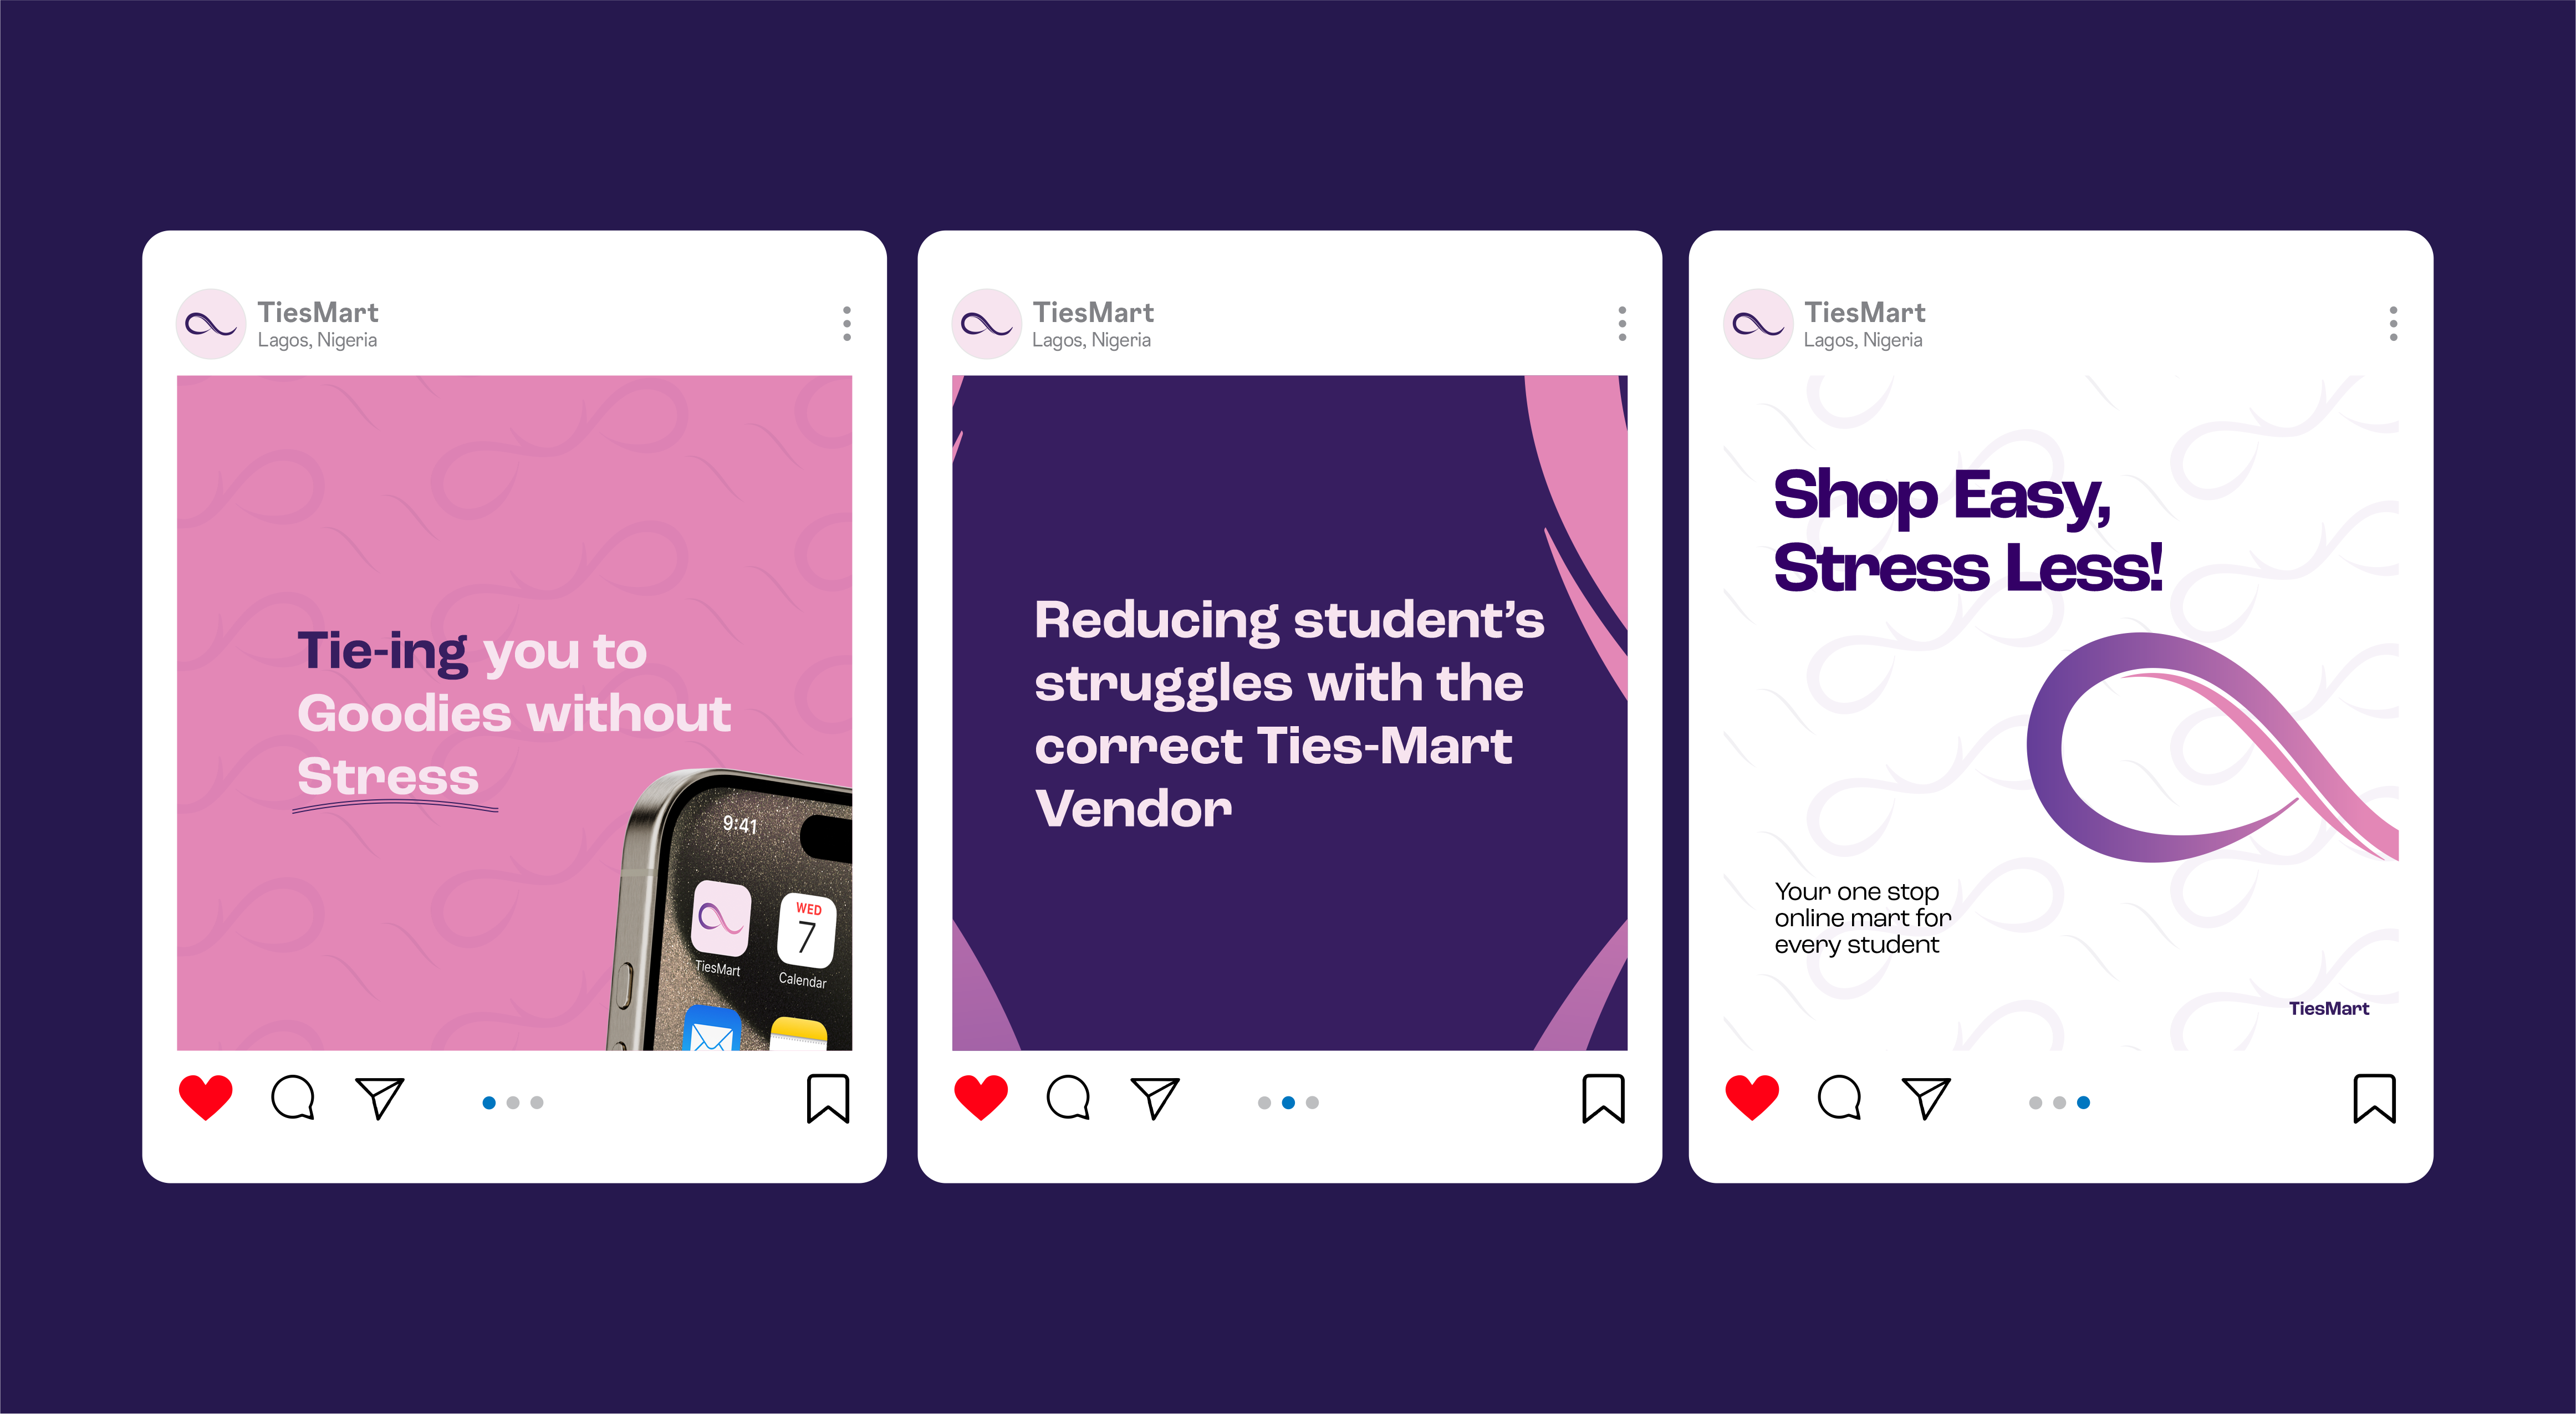 TiesMart
Lagos, Nigeria
Tie-ing you to
Goodies without
Stress
9:41
WED
7
TiesMart
Calendar
TiesMart
Lagos, Nigeria
Reducing student’s
struggles with the
correct Ties-Mart
Vendor
TiesMart
Lagos, Nigeria
Shop Easy,
Stress Less!
Your one stop
online mart for
every student
TiesMart